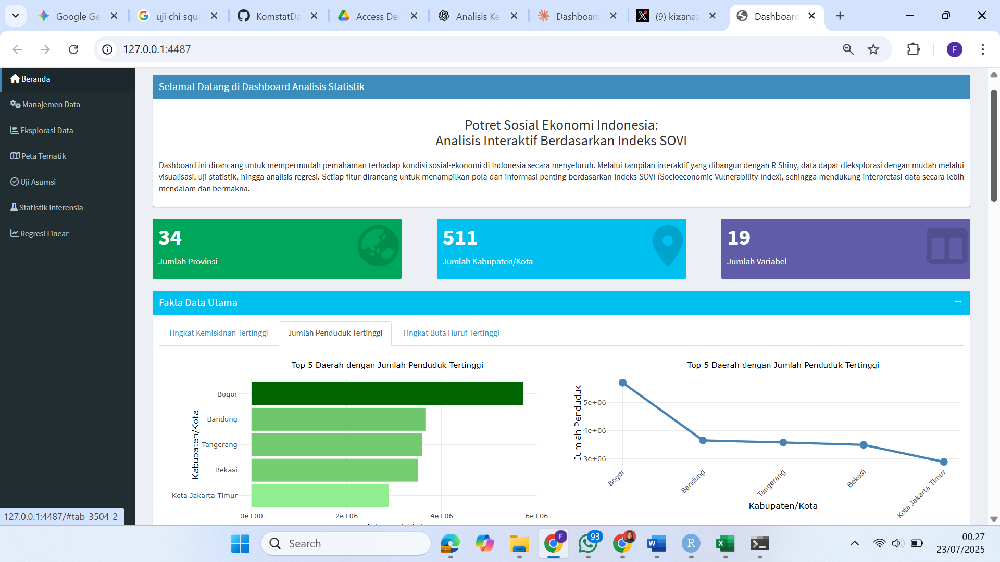 Google Ge
uji chi squa
KomstatDa
Access Der
Analisis Ke
Dashboard
(9) kixanax
Dashboard
127.0.0.1:4487
F
Beranda
Manajemen Data
Eksplorasi Data
Peta Tematik
Uji Asumsi
Statistik Inferensia
Regresi Linear
Selamat Datang di Dashboard Analisis Statistik
Potret Sosial Ekonomi Indonesia:
Analisis Interaktif Berdasarkan Indeks SOVI
Dashboard ini dirancang untuk mempermudah pemahaman terhadap kondisi sosial-ekonomi di Indonesia secara menyeluruh. Melalui tampilan interaktif yang dibangun dengan R Shiny, data dapat dieksplorasi dengan mudah melalui
visualisasi, uji statistik, hingga analisis regresi. Setiap fitur dirancang untuk menampilkan pola dan informasi penting berdasarkan Indeks SOVI (Socioeconomic Vulnerability Index), sehingga mendukung interpretasi data secara lebih
mendalam dan bermakna.
34
Jumlah Provinsi
511
Jumlah Kabupaten/Kota
19
Jumlah Variabel
Fakta Data Utama
Tingkat Kemiskinan Tertinggi
Jumlah Penduduk Tertinggi
Tingkat Buta Huruf Tertinggi
Top 5 Daerah dengan Jumlah Penduduk Tertinggi
Kabupaten/Kota
Bogor
Bandung
Tangerang
Bekasi
Kota Jakarta Timur
0e+00
2e+06
4e+06
6e+06
Top 5 Daerah dengan Jumlah Penduduk Tertinggi
Jumlah Penduduk
5e+06
4e+06
3e+06
Bogor
Bandung
Tangerang
Bekasi
Kota Jakarta Timur
Kabupaten/Kota
127.0.0.1:4487/#tab-3504-2
Search
F
93
W
R
X
00.27
23/07/2025